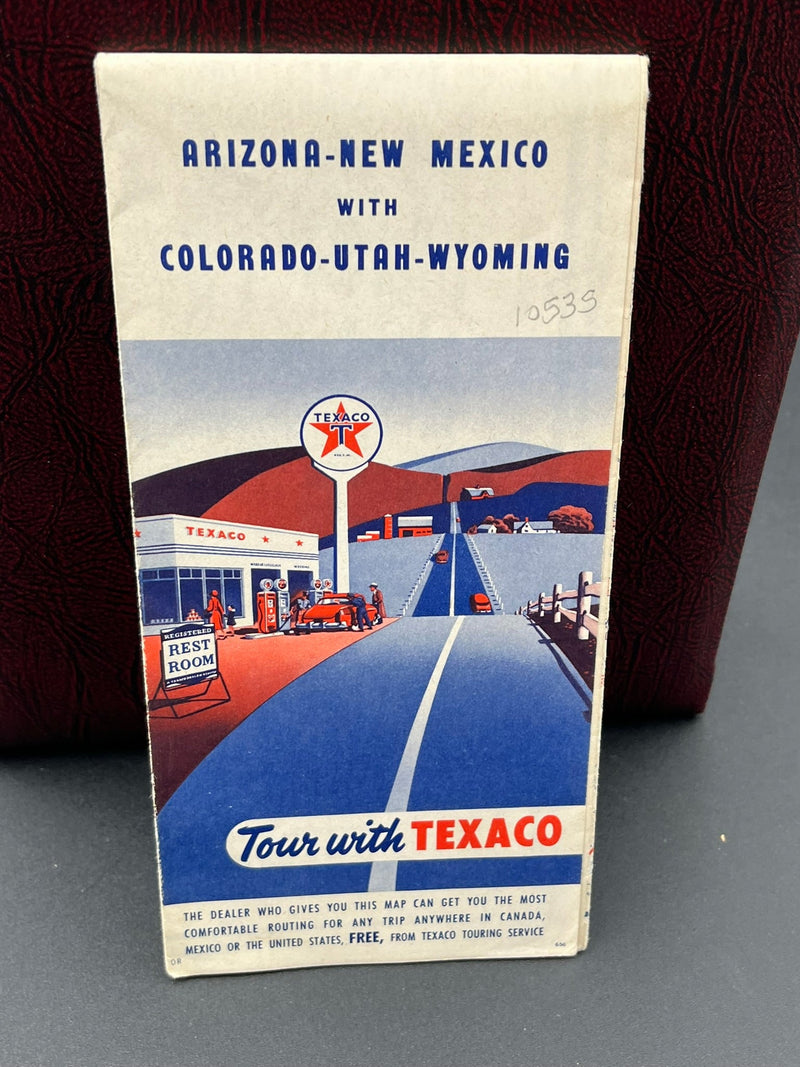 ARIZONA-NEW MEXICO
WITH
COLORADO-UTAH-WYOMING
10535
TEXACO
T
TEXACO
REGISTERED
REST
ROOM
Tour with TEXACO
THE DEALER WHO GIVES YOU THIS MAP CAN GET YOU THE MOST
COMFORTABLE ROUTING FOR ANY TRIP ANYWHERE IN CANADA,
MEXICO OR THE UNITED STATES, FREE, FROM TEXACO TOURING SERVICE